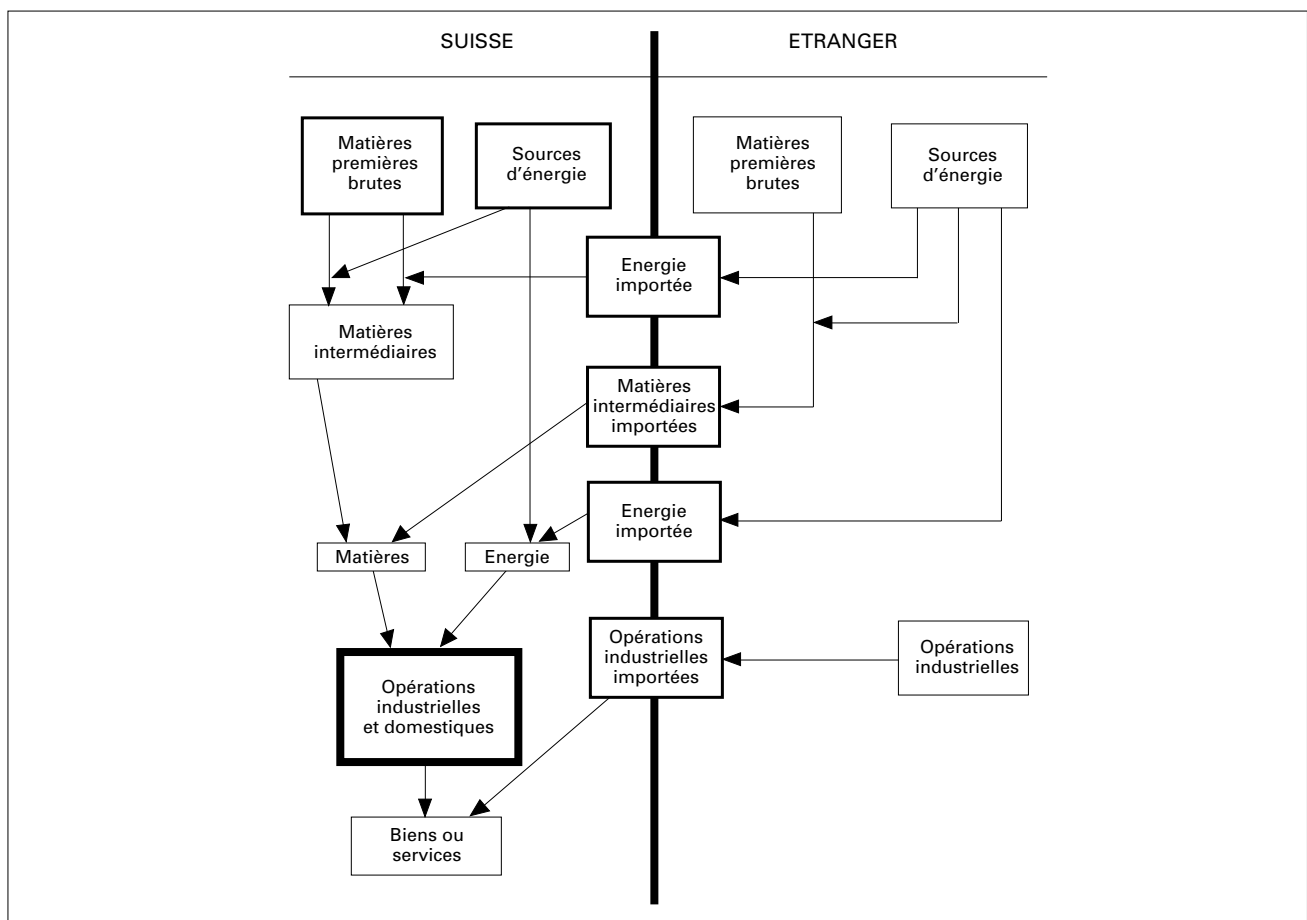 SUISSE
ETRANGER
Matières
premières
brutes
Sources
d'énergie
Matières
premières
brutes
Sources
d'énergie
Energie
importée
Matières
intermédiaires
Matières
intermédiaires
importées
Energie
importée
Matières
Energie
Opérations
industrielles
importées
Opérations
industrielles
Opérations
industrielles
et domestiques
Biens ou
services